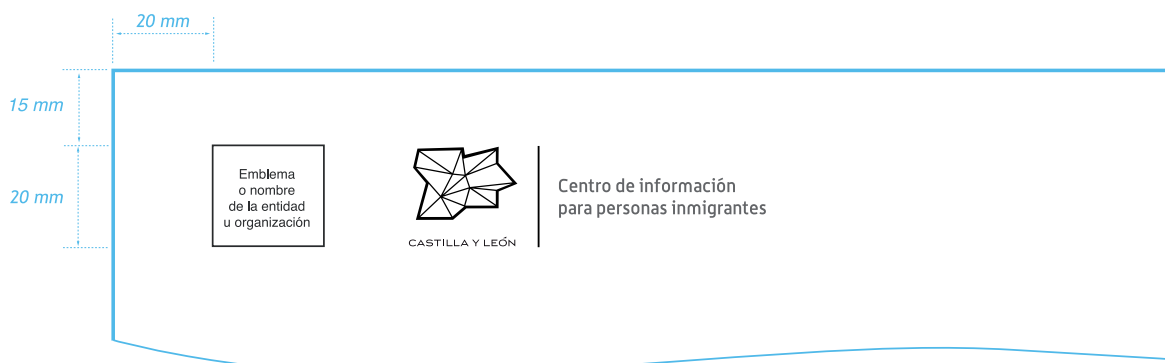 20 mm
15 mm
20 mm
Emblema
o nombre
de la entidad
u organización
CASTILLA Y LEÓN
Centro de información
para personas inmigrantes